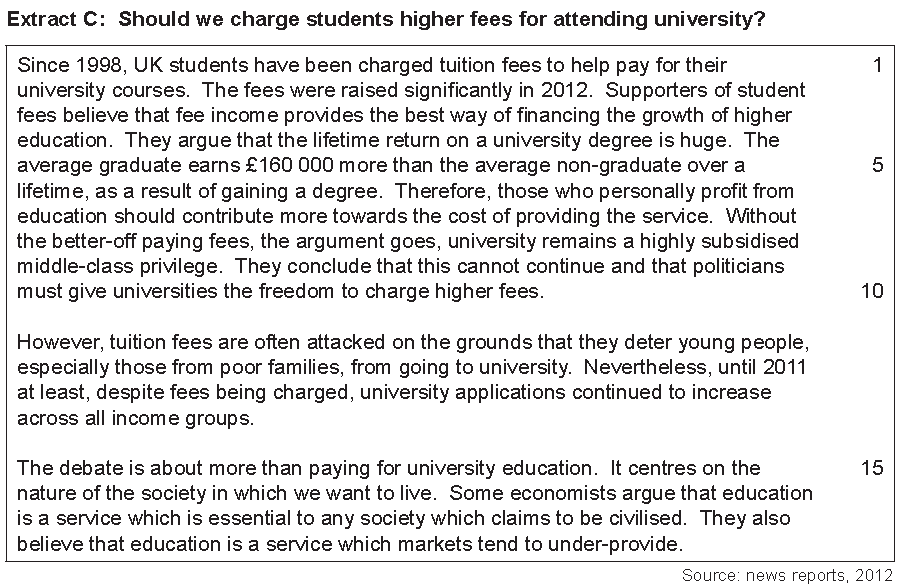 Extract C: Should we charge students higher fees for attending university?
Since 1998, UK students have been charged tuition fees to help pay for their 1
university courses. The fees were raised significantly in 2012. Supporters of student
fees believe that fee income provides the best way of financing the growth of higher
education. They argue that the lifetime return on a university degree is huge. The
average graduate earns £160 000 more than the average non-graduate over a 5
lifetime, as a result of gaining a degree. Therefore, those who personally profit from
education should contribute more towards the cost of providing the service. Without
the better-off paying fees, the argument goes, university remains a highly subsidised
middle-class privilege. They conclude that this cannot continue and that politicians
must give universities the freedom to charge higher fees. 10
However, tuition fees are often attacked on the grounds that they deter young people,
especially those from poor families, from going to university. Nevertheless, until 2011
at least, despite fees being charged, university applications continued to increase
across all income groups.
The debate is about more than paying for university education. It centres on the 15
nature of the society in which we want to live. Some economists argue that education
is a service which is essential to any society which claims to be civilised. They also
believe that education is a service which markets tend to under-provide.
Source: news reports, 2012